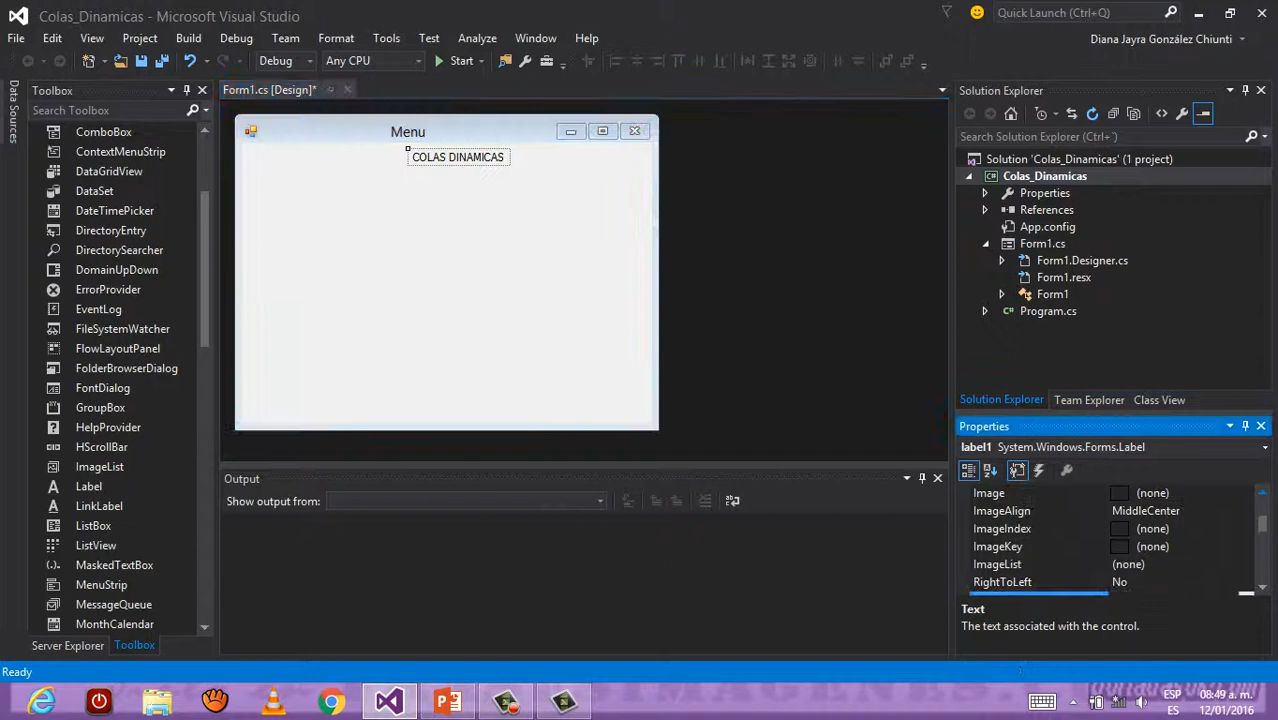 Colas_Dinamicas - Microsoft Visual Studio
Quick Launch (Ctrl+Q)
File Edit View Project Build Debug Team Format Tools Test Analyze Window Help
Diana Jayra González Chiunti
Debug Any CPU Start
Data Sources
Toolbox
Search Toolbox
ComboBox
ContextMenuStrip
DataGridView
DataSet
DateTimePicker
DirectoryEntry
DirectorySearcher
DomainUpDown
ErrorProvider
EventLog
FileSystemWatcher
FlowLayoutPanel
FolderBrowserDialog
FontDialog
GroupBox
HelpProvider
HScrollBar
ImageList
Label
LinkLabel
ListBox
ListView
MaskedTextBox
MenuStrip
MessageQueue
MonthCalendar
Server Explorer Toolbox
Form1.cs [Design]*
Menu
COLAS DINAMICAS
Output
Show output from:
Solution Explorer
Search Solution Explorer (Ctrl+´)
Solution 'Colas_Dinamicas' (1 project)
Colas_Dinamicas
Properties
References
App.config
Form1.cs
Form1.Designer.cs
Form1.resx
Form1
Program.cs
Solution Explorer Team Explorer Class View
Properties
label1 System.Windows.Forms.Label
Image (none)
ImageAlign MiddleCenter
ImageIndex (none)
ImageKey (none)
ImageList (none)
RightToLeft No
Text
The text associated with the control.
Ready
ESP
ES
08:49 a. m.
12/01/2016